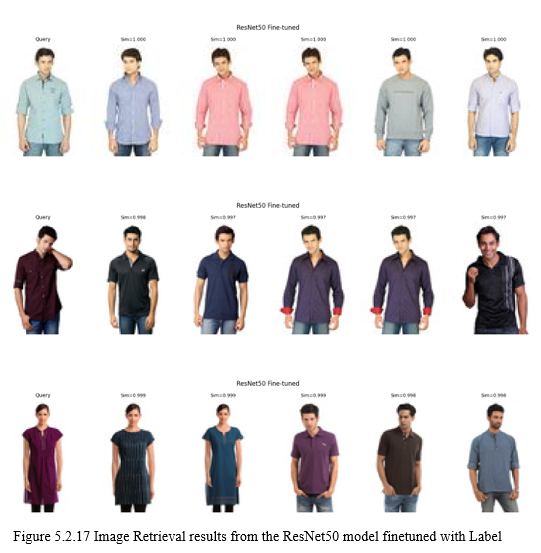 ResNet50 Fine-tuned
Query Sim=1.000 Sim=1.000 Sim=1.000 Sim=1.000 Sim=1.000
ResNet50 Fine-tuned
Query Sim=0.998 Sim=0.997 Sim=0.997 Sim=0.997 Sim=0.997
ResNet50 Fine-tuned
Query Sim=0.999 Sim=0.999 Sim=0.999 Sim=0.998 Sim=0.998
Figure 5.2.17 Image Retrieval results from the ResNet50 model finetuned with Label